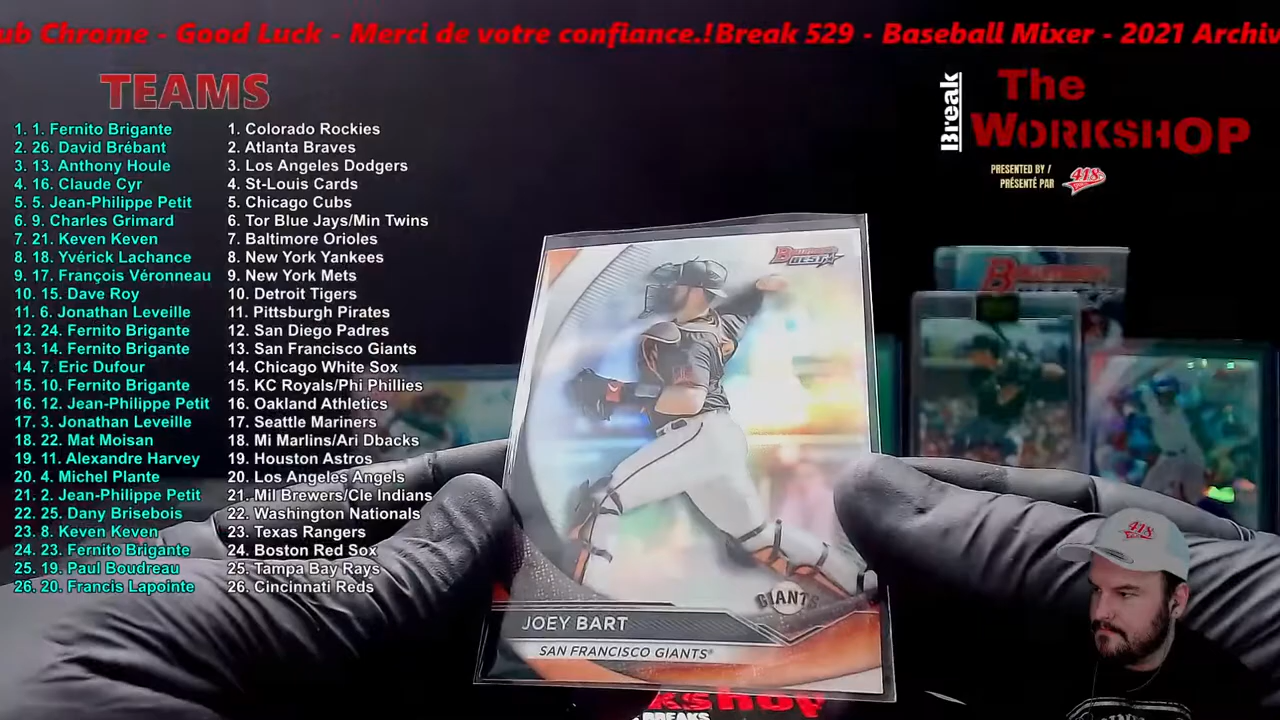 ub Chrome - Good Luck - Merci de votre confiance.!Break 529 - Baseball Mixer - 2021 Archiv
TEAMS
1. 1. Fernito Brigante 1. Colorado Rockies
2. 26. David Brébant 2. Atlanta Braves
3. 13. Anthony Houle 3. Los Angeles Dodgers
4. 16. Claude Cyr 4. St-Louis Cards
5. 5. Jean-Philippe Petit 5. Chicago Cubs
6. 9. Charles Grimard 6. Tor Blue Jays/Min Twins
7. 21. Keven Keven 7. Baltimore Orioles
8. 18. Yvérick Lachance 8. New York Yankees
9. 17. François Véronneau 9. New York Mets
10. 15. Dave Roy 10. Detroit Tigers
11. 6. Jonathan Leveille 11. Pittsburgh Pirates
12. 24. Fernito Brigante 12. San Diego Padres
13. 14. Fernito Brigante 13. San Francisco Giants
14. 7. Eric Dufour 14. Chicago White Sox
15. 10. Fernito Brigante 15. KC Royals/Phi Phillies
16. 12. Jean-Philippe Petit 16. Oakland Athletics
17. 3. Jonathan Leveille 17. Seattle Mariners
18. 22. Mat Moisan 18. Mi Marlins/Ari Dbacks
19. 11. Alexandre Harvey 19. Houston Astros
20. 4. Michel Plante 20. Los Angeles Angels
21. 2. Jean-Philippe Petit 21. Mil Brewers/Cle Indians
22. 25. Dany Brisebois 22. Washington Nationals
23. 8. Keven Keven 23. Texas Rangers
24. 23. Fernito Brigante 24. Boston Red Sox
25. 19. Paul Boudreau 25. Tampa Bay Rays
26. 20. Francis Lapointe 26. Cincinnati Reds
Break
The
WORKSHOP
PRESENTED BY /
PRÉSENTÉ PAR
418
BOWMAN'S
BEST
GIANTS
JOEY BART
SAN FRANCISCO GIANTS
418
kshop
BREAKS